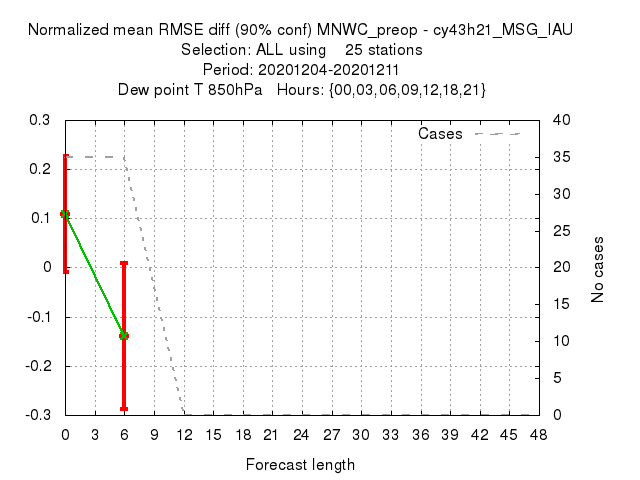 Normalized mean RMSE diff (90% conf) MNWC_preop - cy43h21_MSG_IAU
Selection: ALL using    25 stations
Period: 20201204-20201211
Dew point T 850hPa   Hours: {00,03,06,09,12,18,21}
Cases
0.3
0.2
0.1
0
-0.1
-0.2
-0.3
40
35
30
25
20
15
10
5
0
No cases
0 3 6 9 12 15 18 21 24 27 30 33 36 39 42 45 48
Forecast length